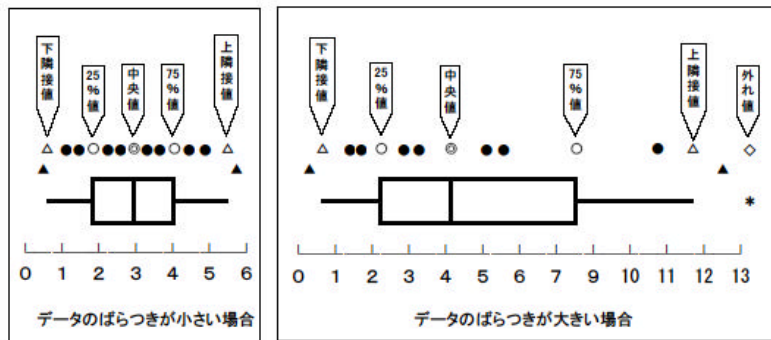 下隣接値
25%値
中央値
75%値
上隣接値
0 1 2 3 4 5 6
データのばらつきが小さい場合
下隣接値
25%値
中央値
75%値
上隣接値
外れ値
*
0 1 2 3 4 5 6 7 8 9 10 11 12 13
データのばらつきが大きい場合